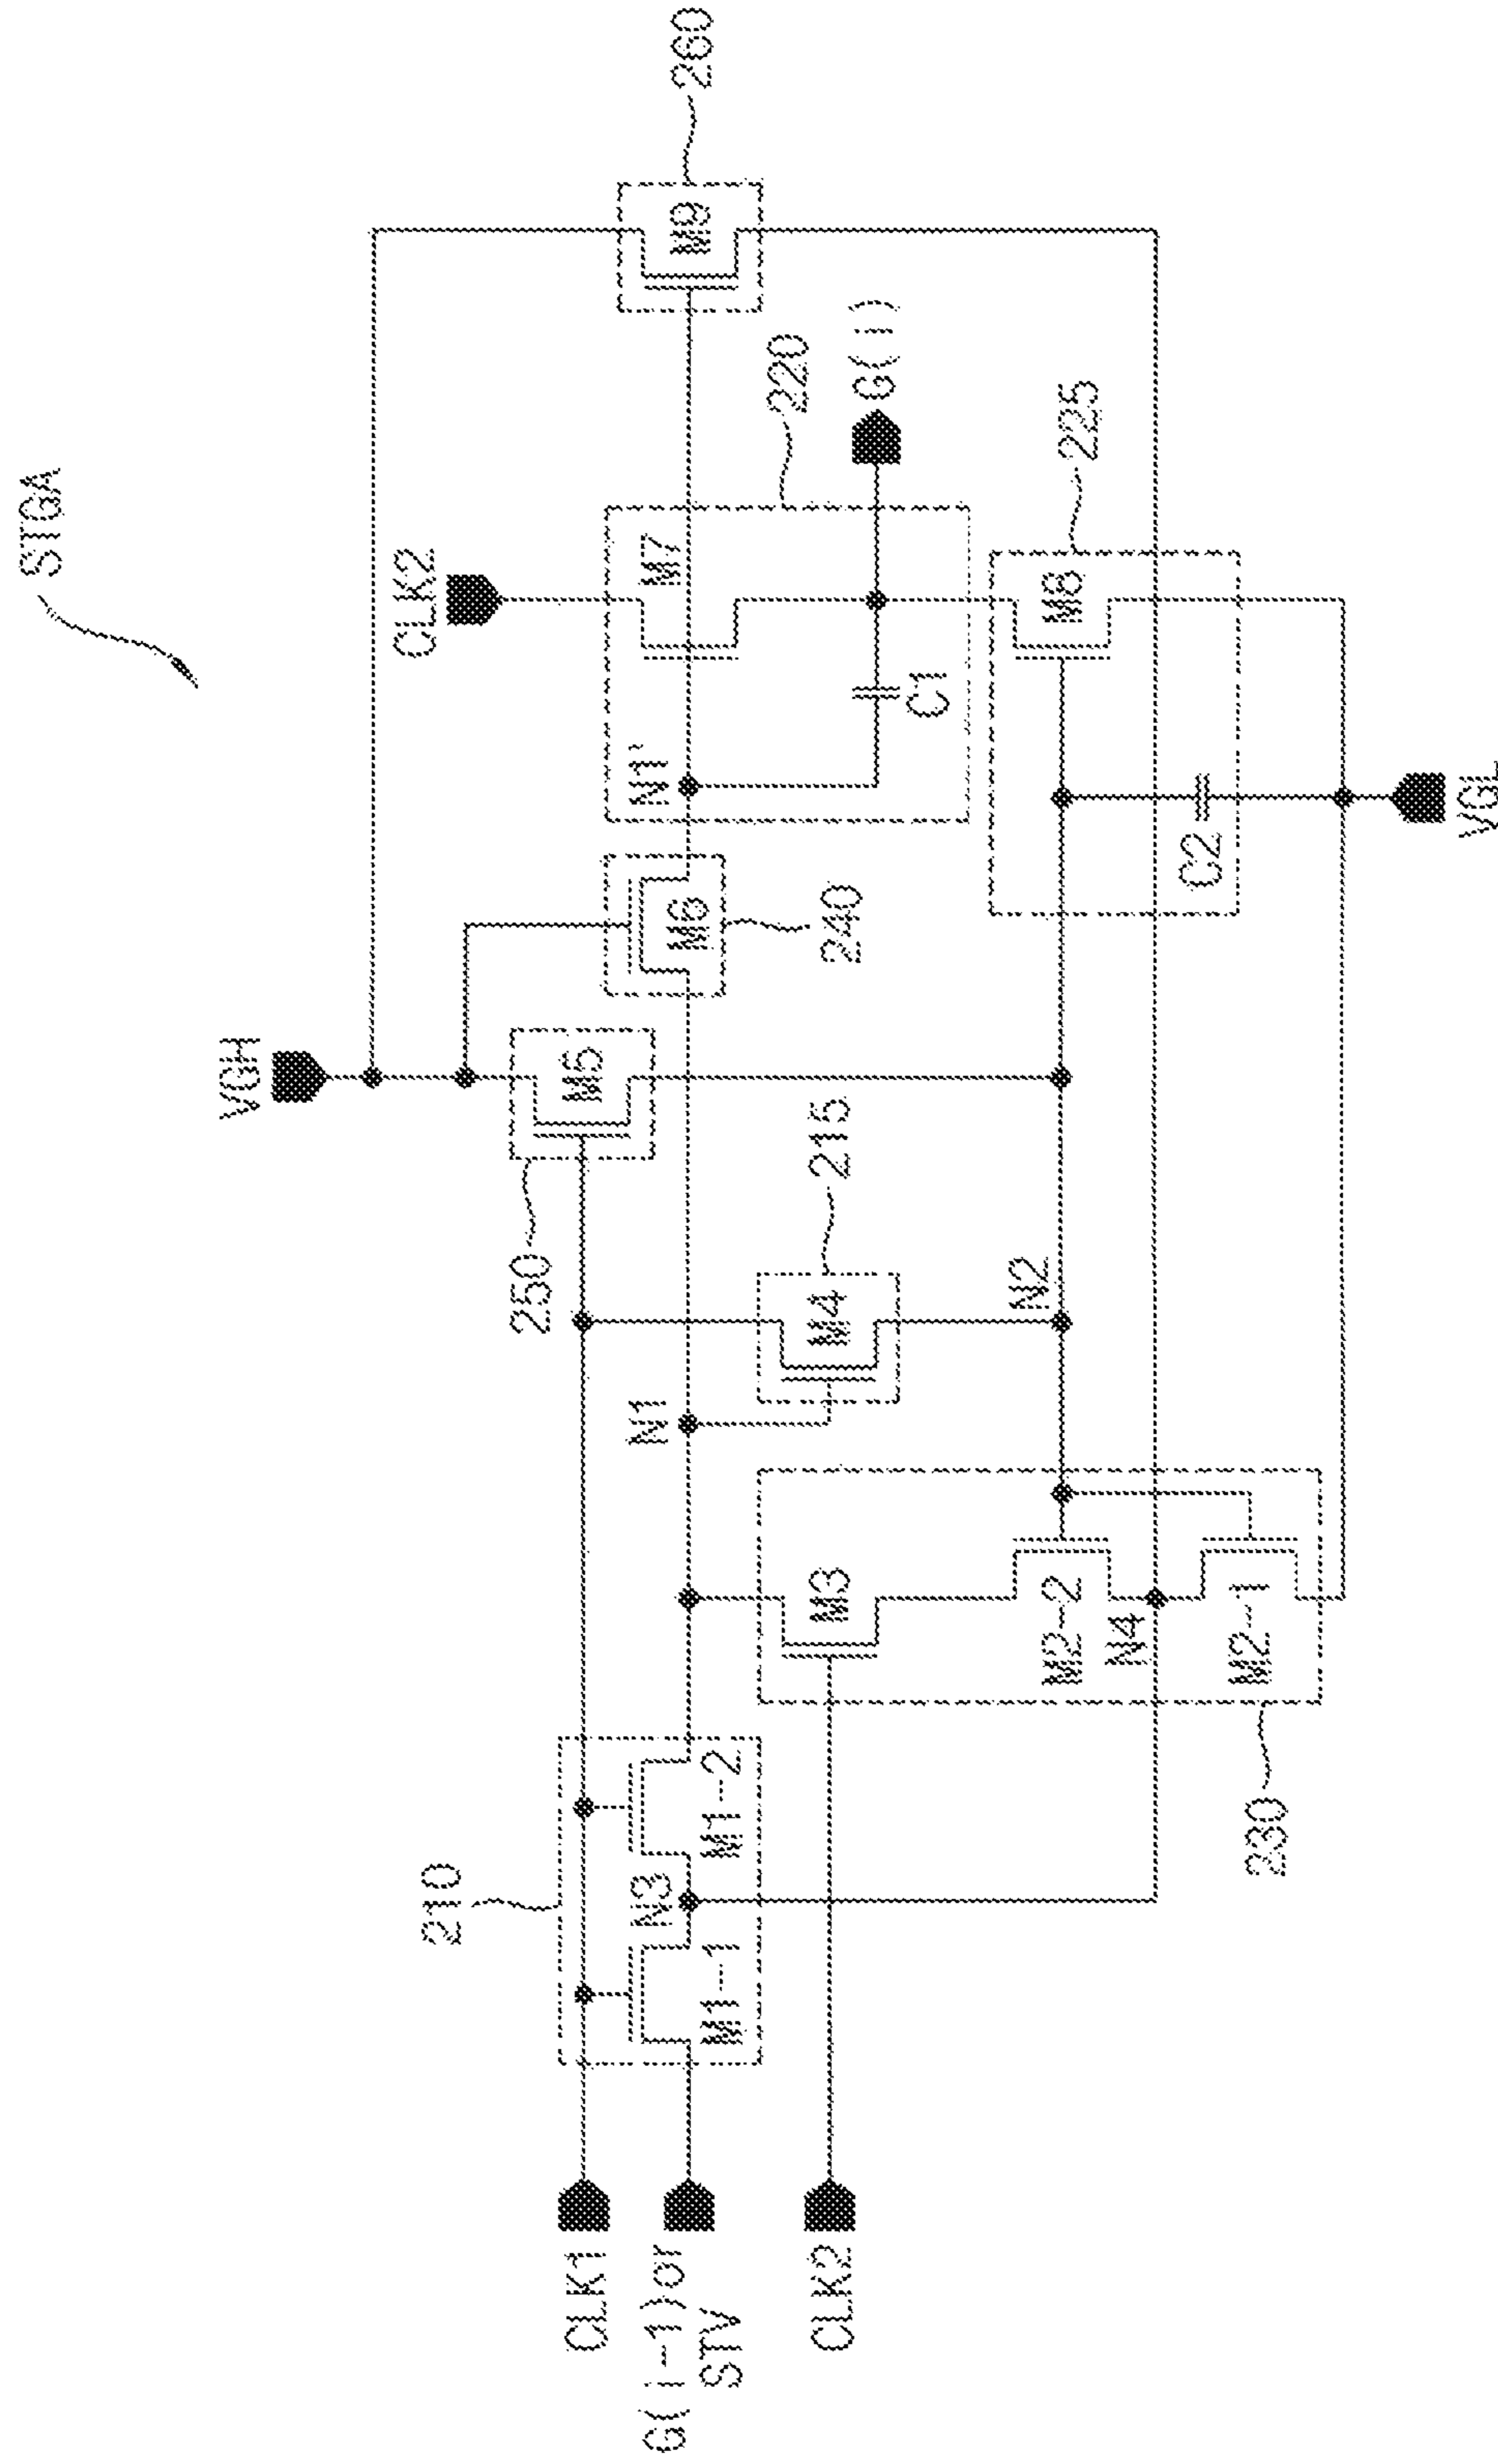 STGA
VGH
CLK2
260
250
M5
M6
N1'
M7
M9
240
220
210
CLK1
M1-1
N3
M1-2
N1
G(i-1)or
STV
M3
M4
215
C1
G(i)
CLK2
M2-2
N2
M8
225
N4
M2-1
C2
230
VGL